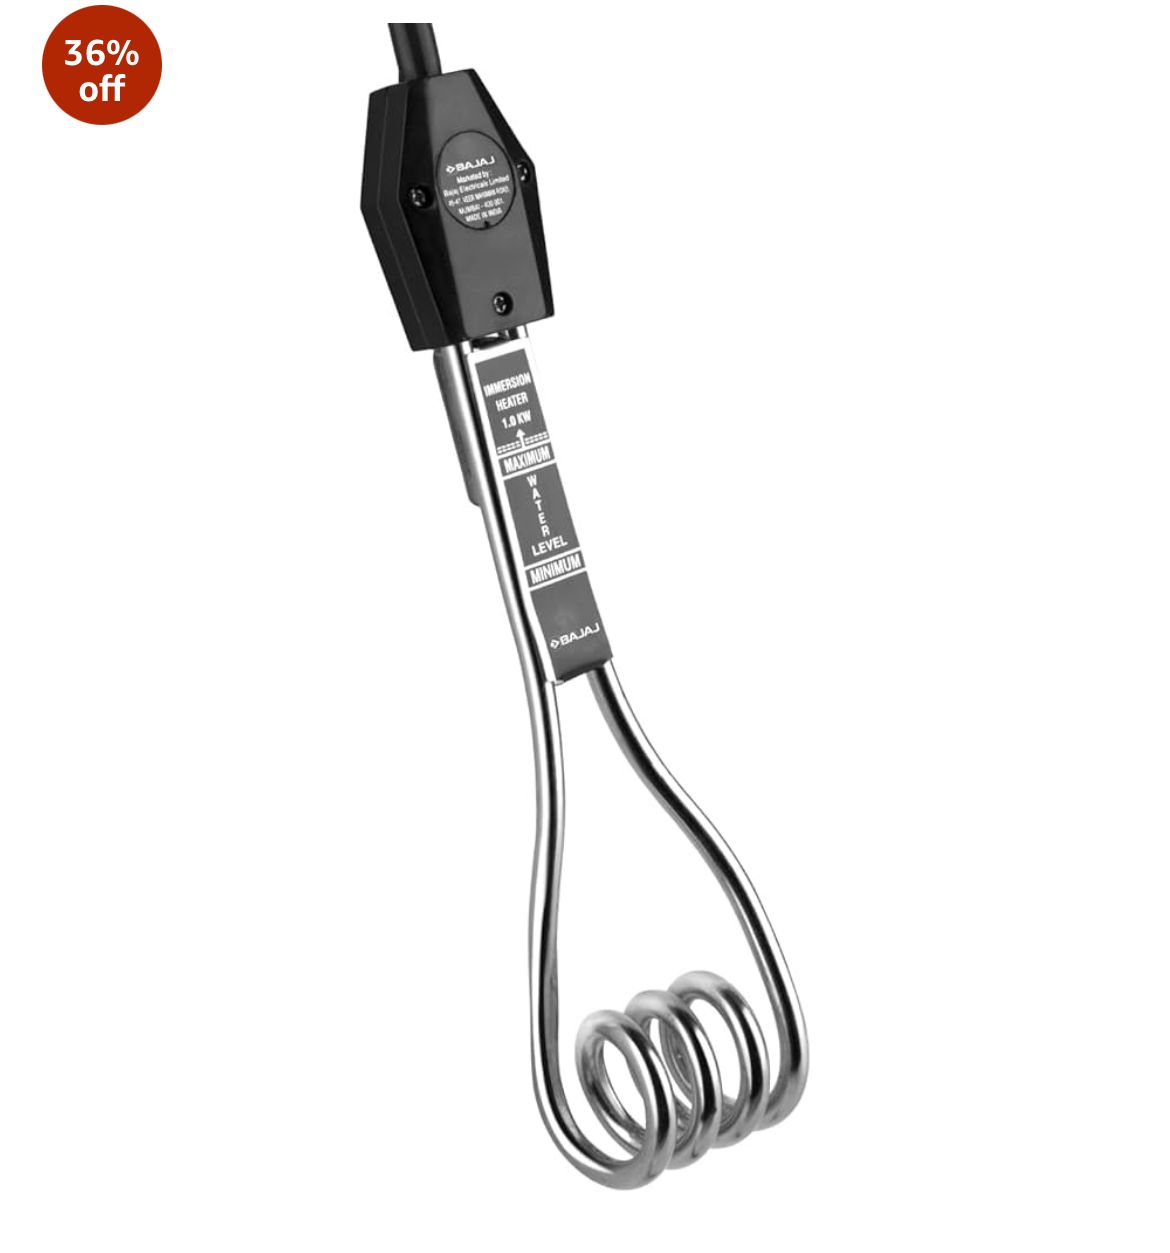 36%
off
BAJAJ
Marketed by :
Bajaj Electricals Limited
45-47, VEER NARIMAN ROAD,
MUMBAI - 400 001.
MADE IN INDIA
IMMERSION
HEATER
1.0 KW
MAXIMUM
WATER
LEVEL
MINIMUM
BAJAJ